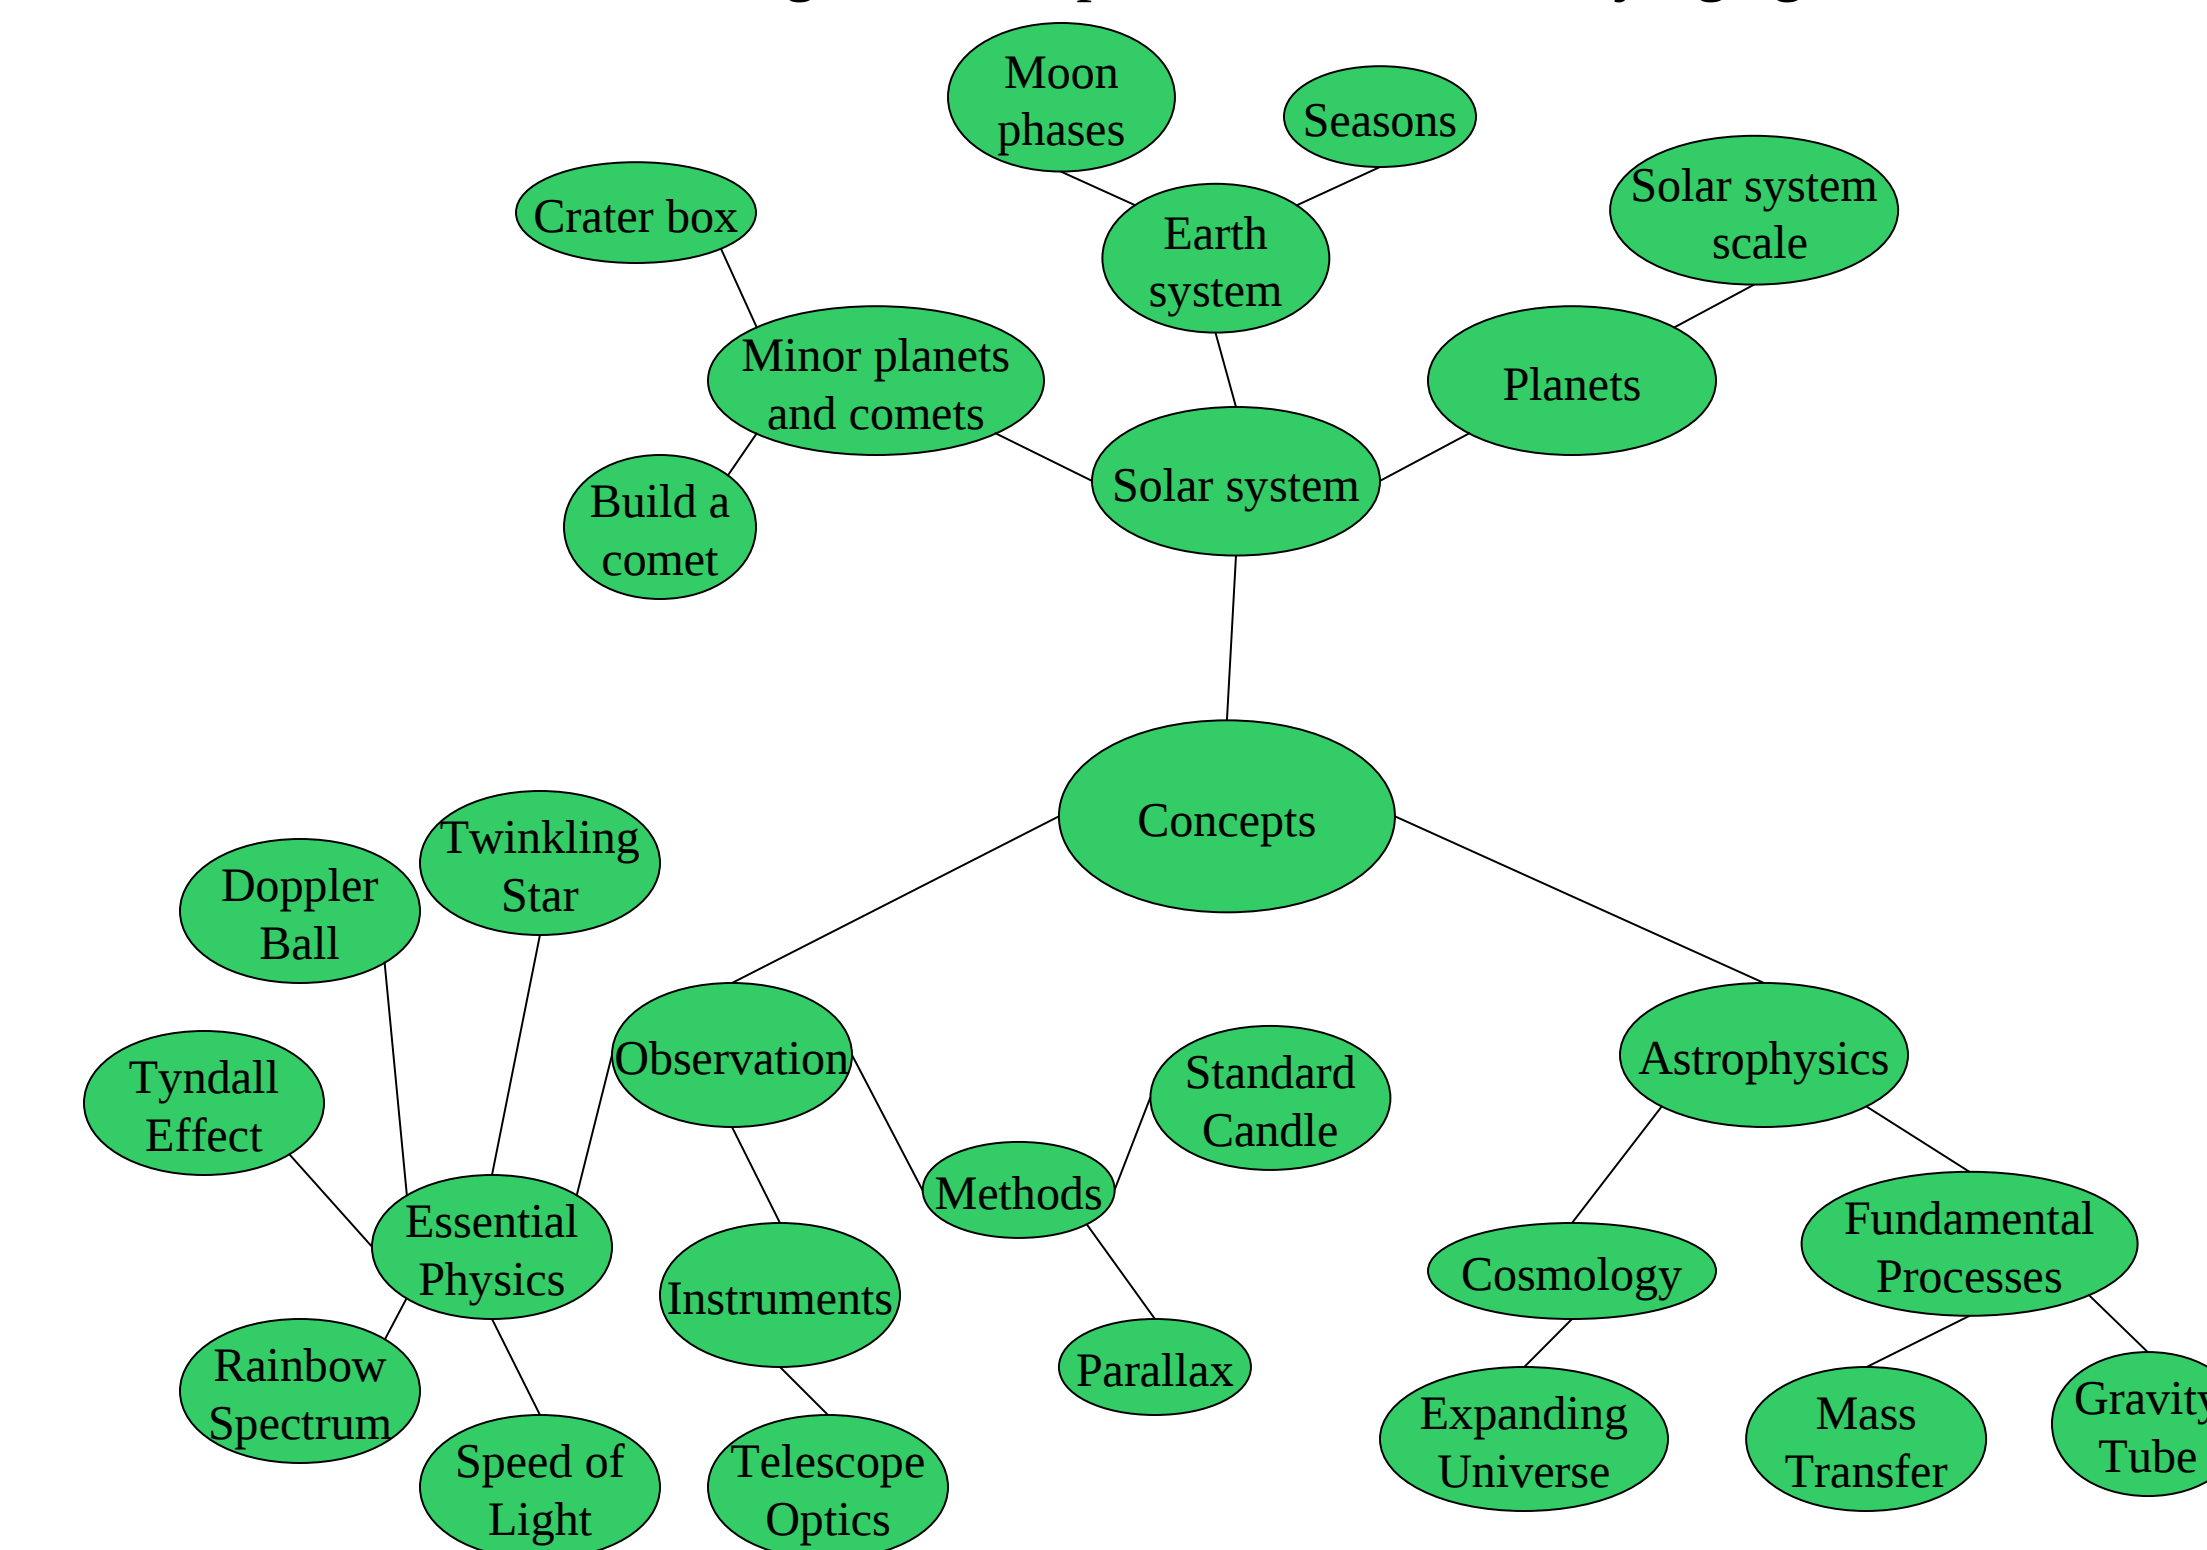 Moon
phases
Seasons
Solar system
scale
Crater box
Earth
system
Minor planets
and comets
Planets
Solar system
Build a
comet
Concepts
Twinkling
Star
Doppler
Ball
Observation
Standard
Candle
Astrophysics
Tyndall
Effect
Methods
Essential
Physics
Instruments
Cosmology
Fundamental
Processes
Rainbow
Spectrum
Parallax
Expanding
Universe
Mass
Transfer
Gravity
Tube
Speed of
Light
Telescope
Optics